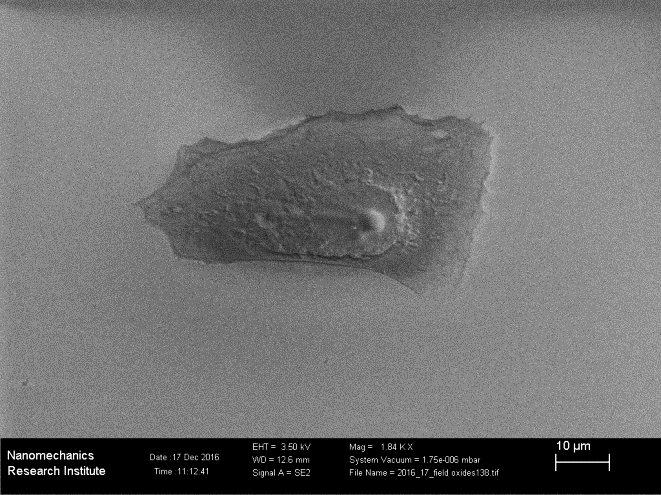 Nanomechanics
Research Institute
Date :17 Dec 2016
Time :11:12:41
EHT = 3.50 kV
WD = 12.6 mm
Signal A = SE2
Mag = 1.84 K X
System Vacuum = 1.75e-006 mbar
File Name = 2016_17_field oxides138.tif
10 µm